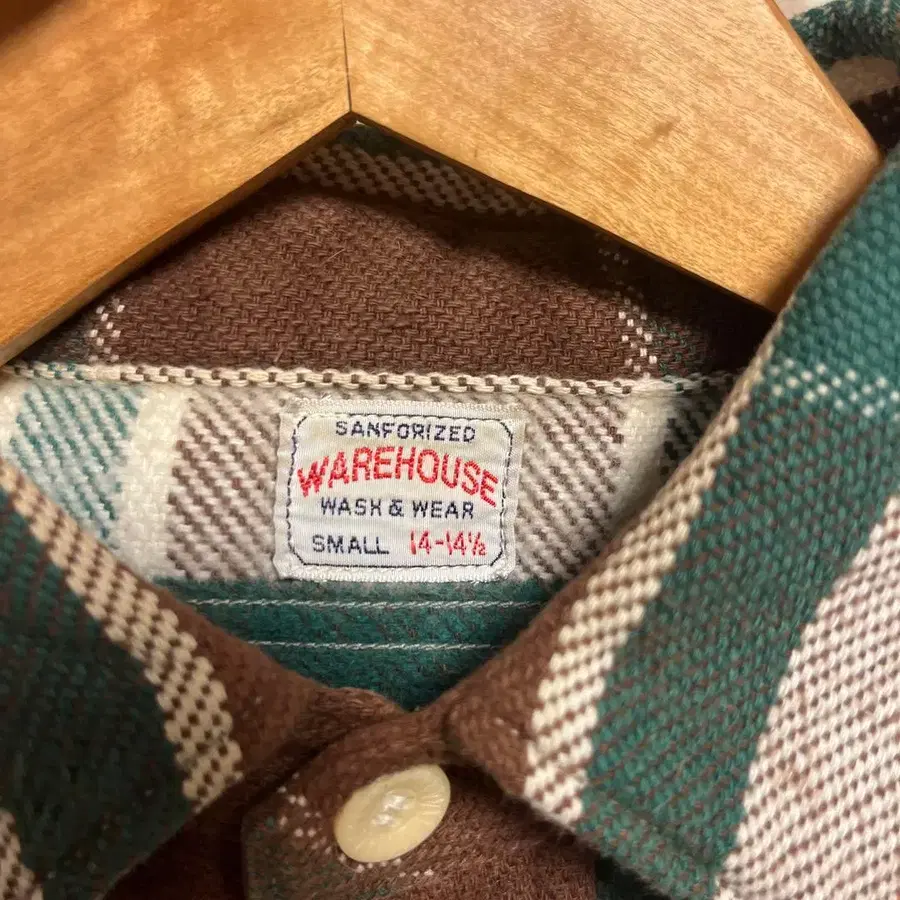 SANFORIZED
WAREHOUSE
WASH & WEAR
SMALL 14-14½